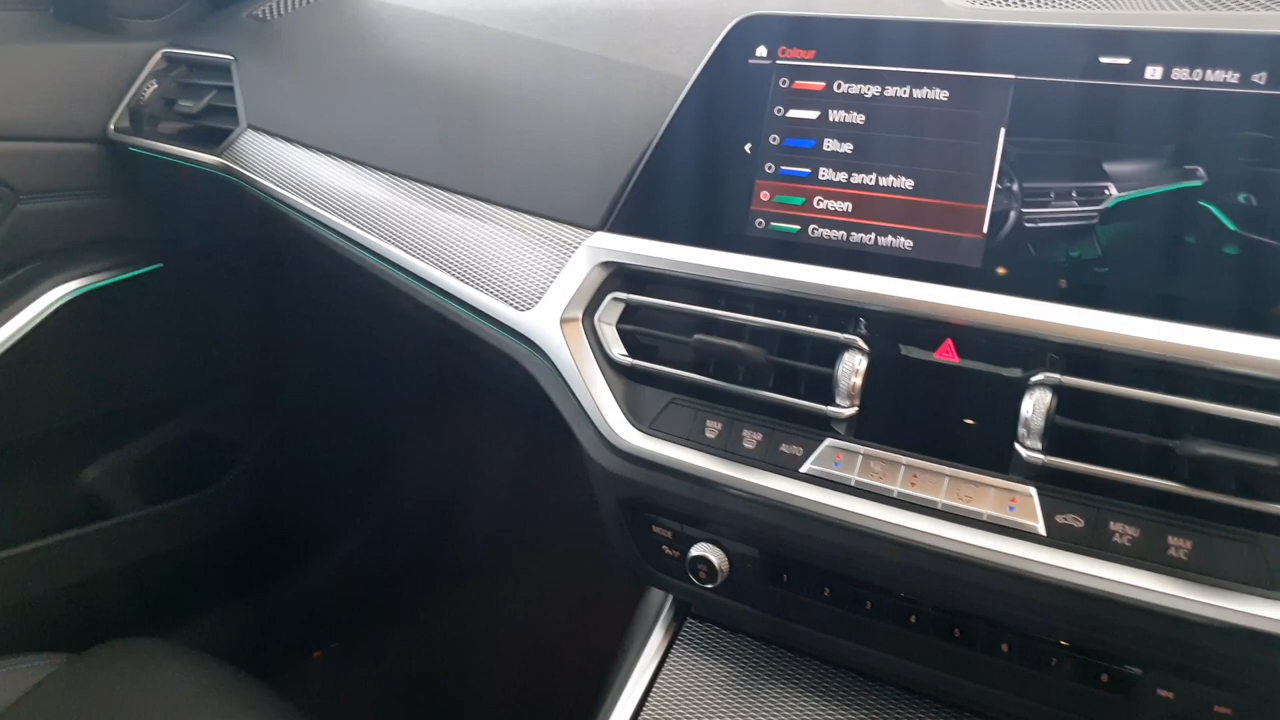 Colour
2 88.0 MHz
Orange and white
White
Blue
Blue and white
Green
Green and white
MAX
REAR
AUTO
MENU
A/C
MAX
A/C
MODE
1 2 3 4 5 6 7 8